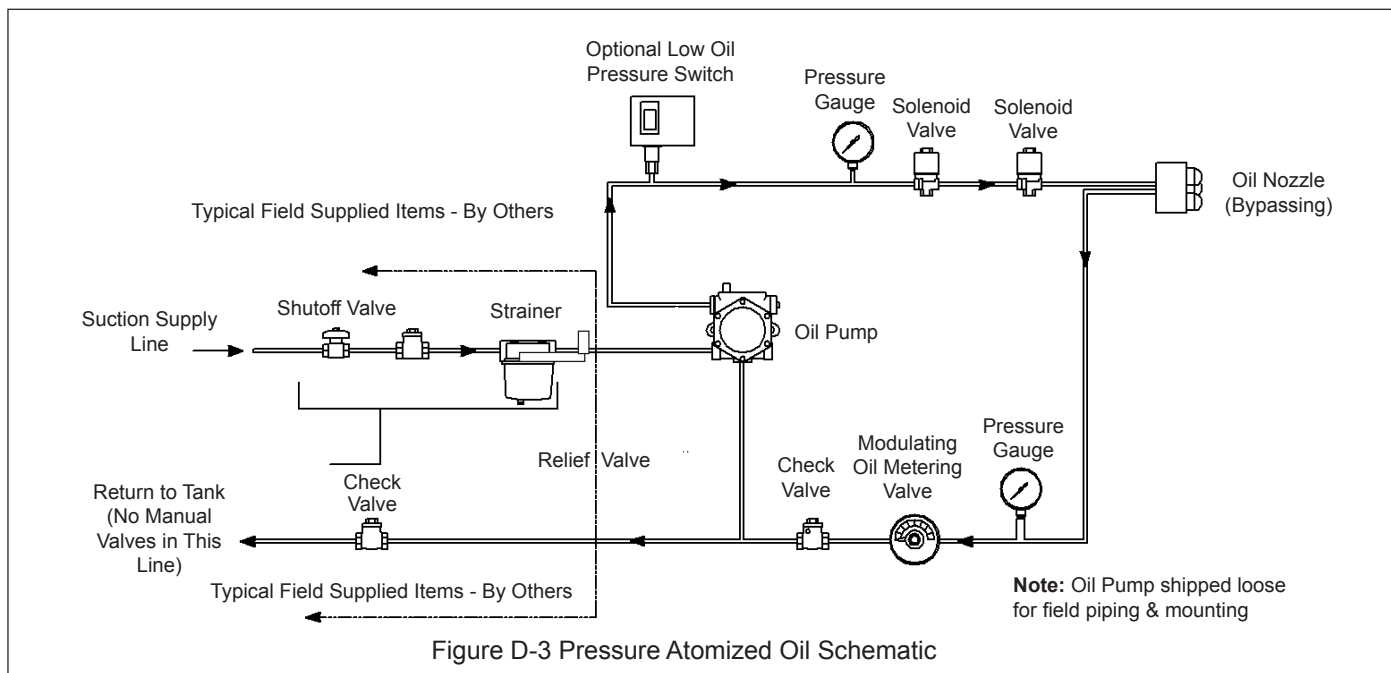 Optional Low Oil
Pressure Switch
Pressure
Gauge
Solenoid
Valve
Solenoid
Valve
Oil Nozzle
(Bypassing)
Typical Field Supplied Items - By Others
Suction Supply
Line
Shutoff Valve
Strainer
Oil Pump
Relief Valve
Return to Tank
(No Manual
Valves in This
Line)
Check
Valve
Check
Valve
Modulating
Oil Metering
Valve
Pressure
Gauge
Typical Field Supplied Items - By Others
Note: Oil Pump shipped loose
for field piping & mounting
Figure D-3 Pressure Atomized Oil Schematic